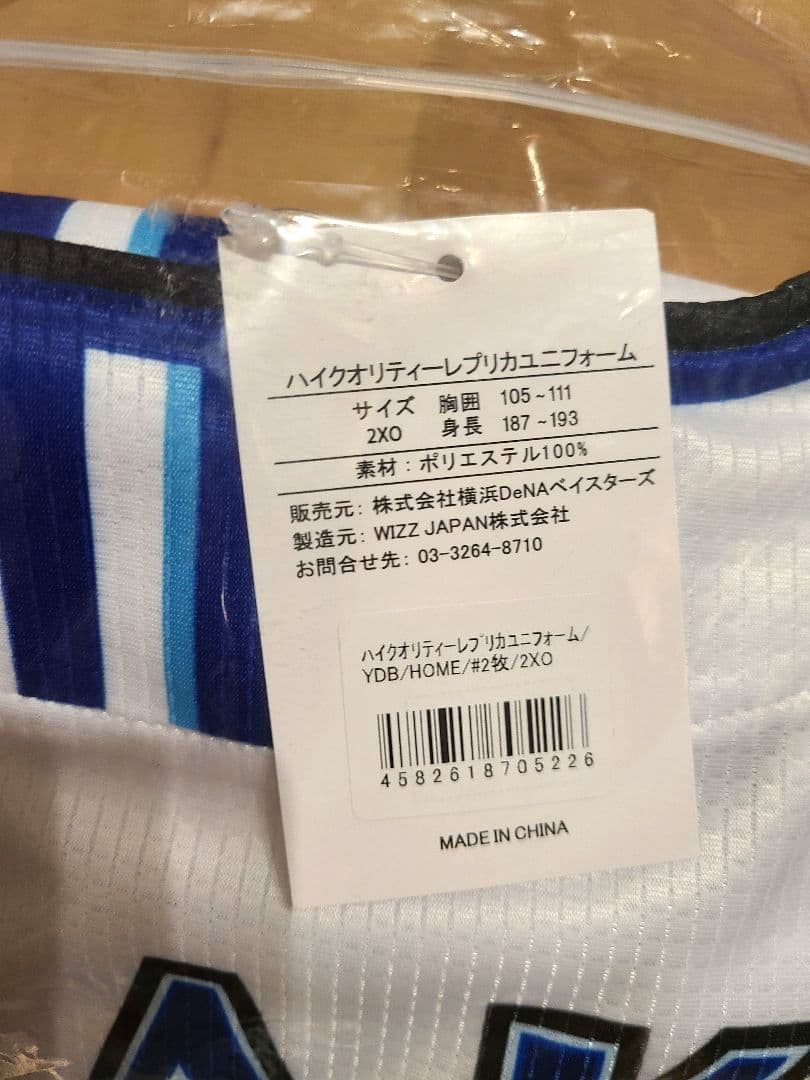 ハイクオリティーレプリカユニフォーム
サイズ 胸囲 105~111
2XO 身長 187~193
素材：ポリエステル100%
販売元：株式会社横浜DeNAベイスターズ
製造元：WIZZ JAPAN株式会社
お問合せ先：03-3264-8710
ﾊｲｸｵﾘﾃｨｰﾚﾌﾟﾘｶﾕﾆﾌｫｰﾑ/
YDB/HOME/#2牧/2XO
4582618705226
MADE IN CHINA